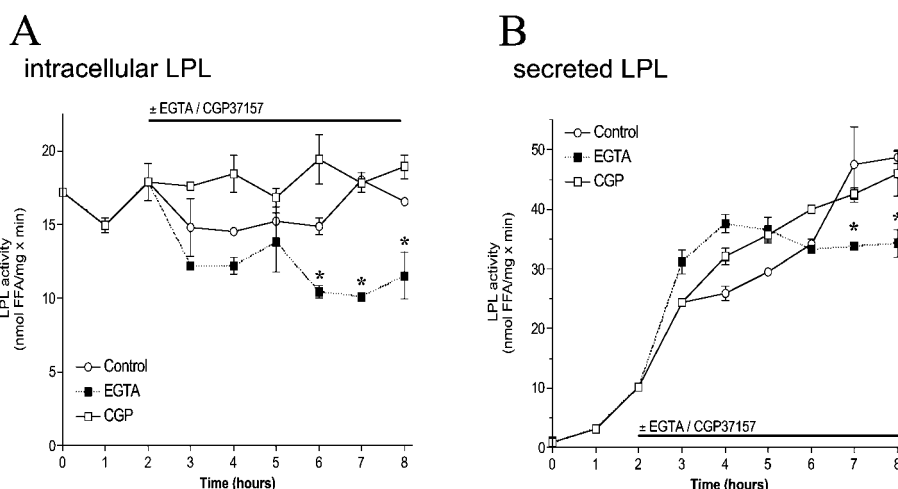 A
intracellular LPL
± EGTA / CGP37157
20
15
10
5
0
LPL activity
(nmol FFA/mg x min)
*
*
*
Control
EGTA
CGP
0 1 2 3 4 5 6 7 8
Time (hours)
B
secreted LPL
50
40
30
20
10
0
LPL activity
(nmol FFA/mg x min)
Control
EGTA
CGP
*
*
± EGTA / CGP37157
0 1 2 3 4 5 6 7 8
Time (hours)